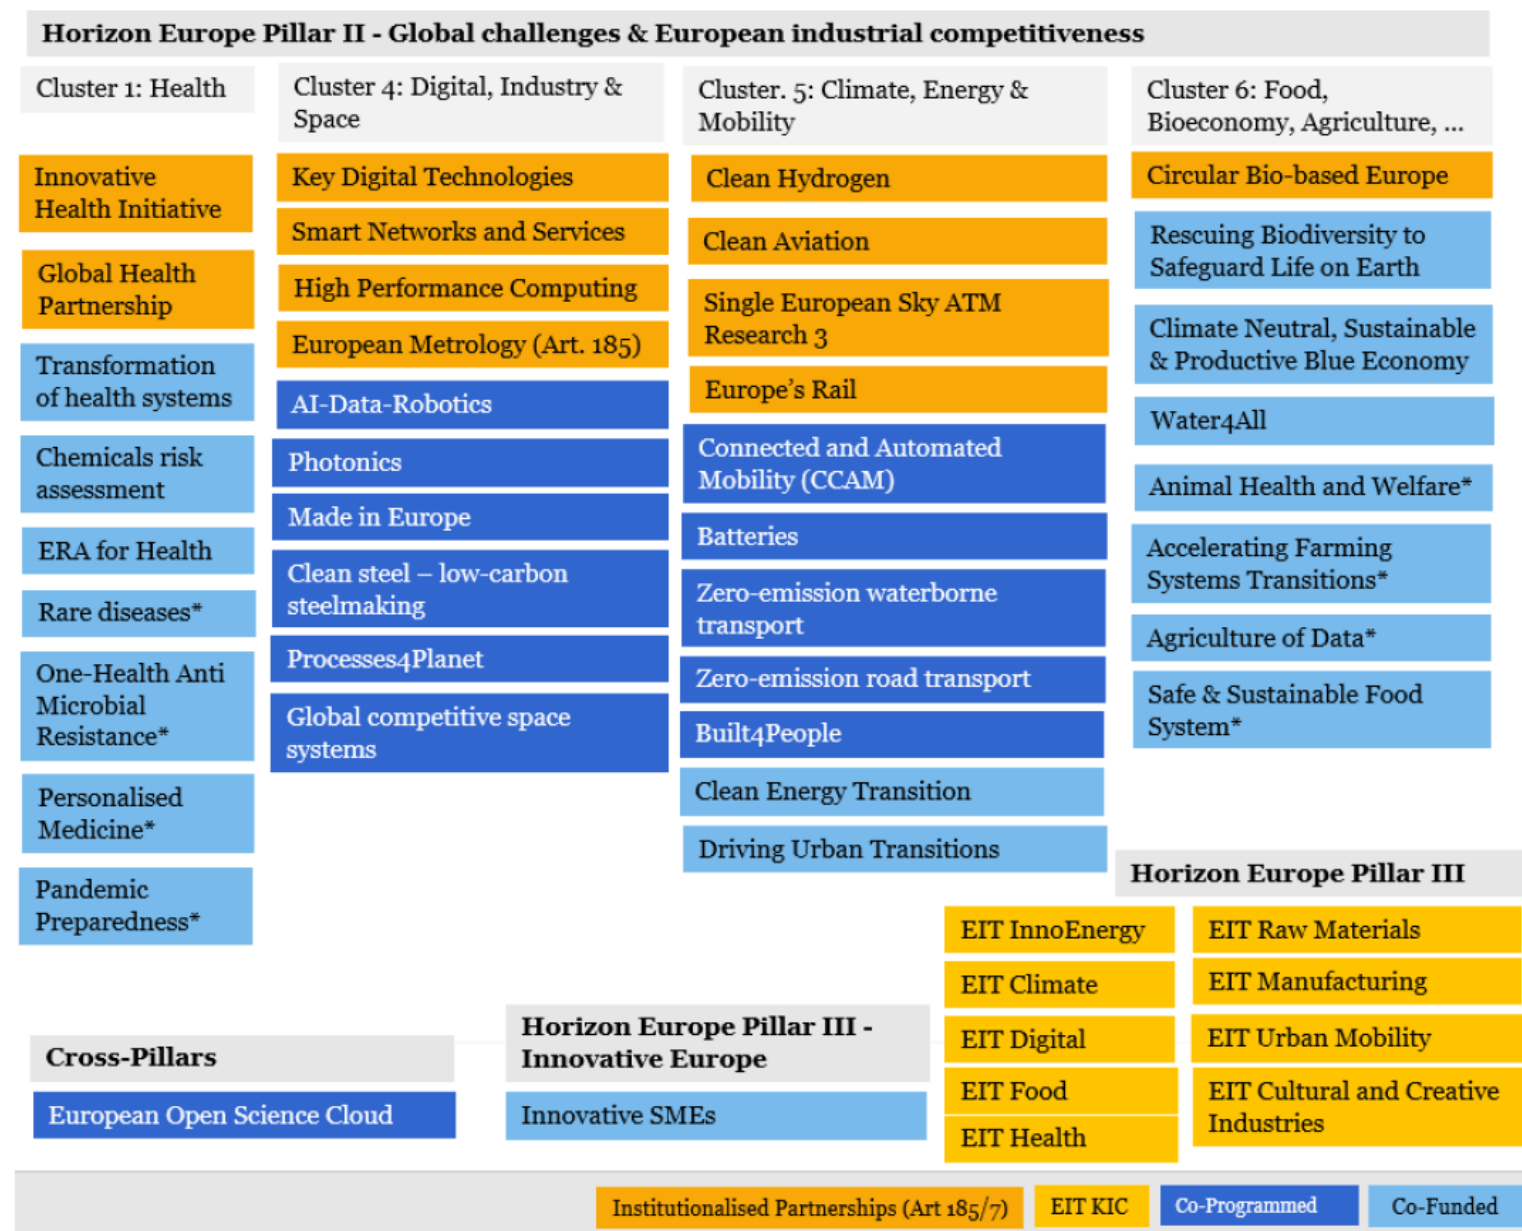 Horizon Europe Pillar II - Global challenges & European industrial competitiveness
Cluster 1: Health
Innovative
Health Initiative
Global Health
Partnership
Transformation
of health systems
Chemicals risk
assessment
ERA for Health
Rare diseases*
One-Health Anti
Microbial
Resistance*
Personalised
Medicine*
Pandemic
Preparedness*
Cluster 4: Digital, Industry &
Space
Key Digital Technologies
Smart Networks and Services
High Performance Computing
European Metrology (Art. 185)
AI-Data-Robotics
Photonics
Made in Europe
Clean steel – low-carbon
steelmaking
Processes4Planet
Global competitive space
systems
Cluster. 5: Climate, Energy &
Mobility
Clean Hydrogen
Clean Aviation
Single European Sky ATM
Research 3
Europe’s Rail
Connected and Automated
Mobility (CCAM)
Batteries
Zero-emission waterborne
transport
Zero-emission road transport
Built4People
Clean Energy Transition
Driving Urban Transitions
Cluster 6: Food,
Bioeconomy, Agriculture, ...
Circular Bio-based Europe
Rescuing Biodiversity to
Safeguard Life on Earth
Climate Neutral, Sustainable
& Productive Blue Economy
Water4All
Animal Health and Welfare*
Accelerating Farming
Systems Transitions*
Agriculture of Data*
Safe & Sustainable Food
System*
Cross-Pillars
European Open Science Cloud
Horizon Europe Pillar III -
Innovative Europe
Innovative SMEs
Horizon Europe Pillar III
EIT InnoEnergy
EIT Climate
EIT Digital
EIT Food
EIT Health
EIT Raw Materials
EIT Manufacturing
EIT Urban Mobility
EIT Cultural and Creative
Industries
Institutionalised Partnerships (Art 185/7)
EIT KIC
Co-Programmed
Co-Funded